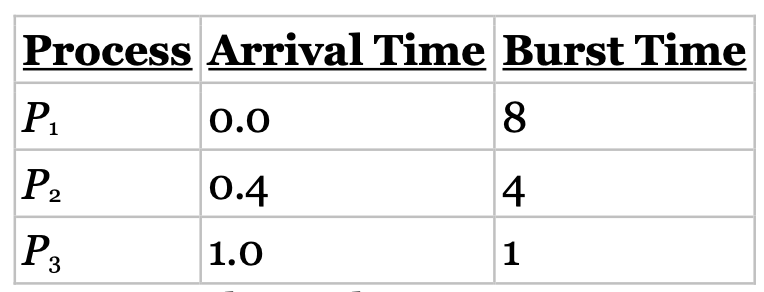 Process Arrival Time Burst Time
P₁ 0.0 8
P₂ 0.4 4
P₃ 1.0 1